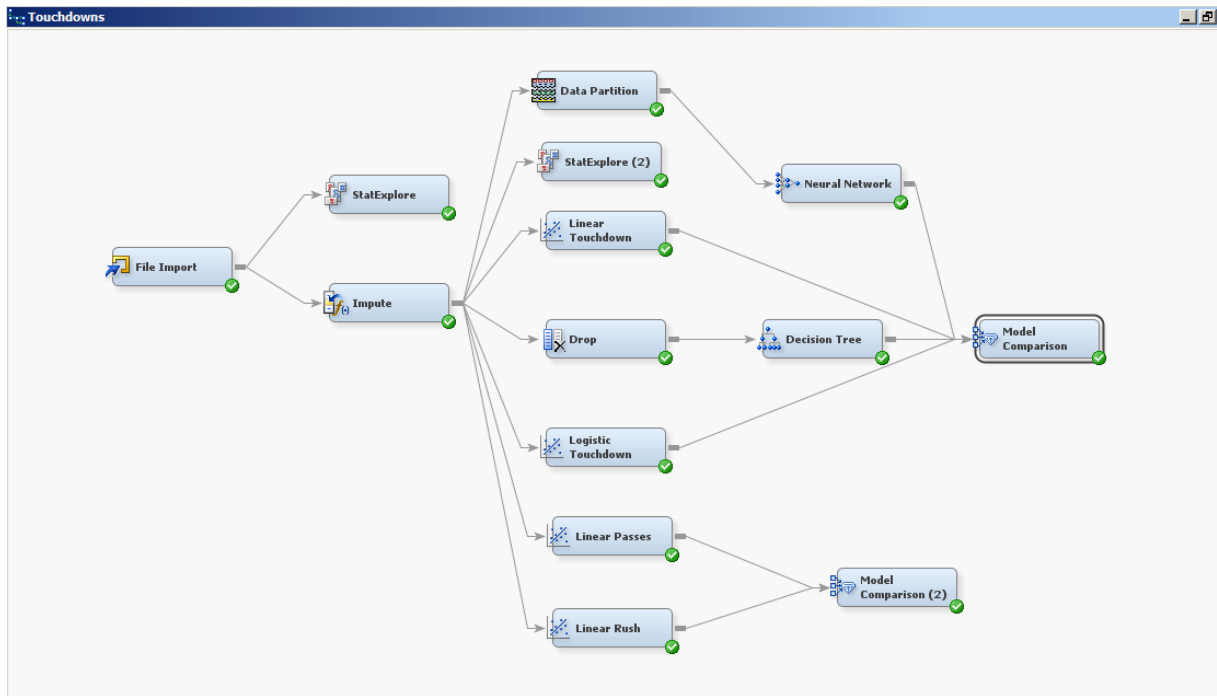 Touchdowns
Data Partition
StatExplore (2)
StatExplore
Neural Network
Linear
Touchdown
File Import
Impute
Drop
Decision Tree
Model
Comparison
Logistic
Touchdown
Linear Passes
Model
Comparison (2)
Linear Rush